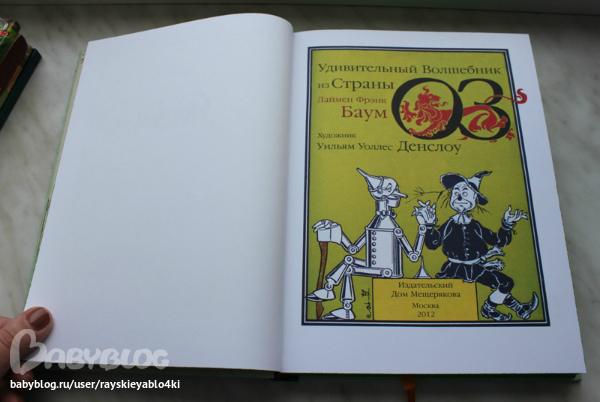 Удивительный Волшебник
из Страны
ОЗ
Лаймен Фрэнк
Баум
Художник
Уильям Уоллес Денслоу
Издательский
Дом Мещерякова
Москва
2012
BABYBLOG
babyblog.ru/user/rayskieyablo4ki